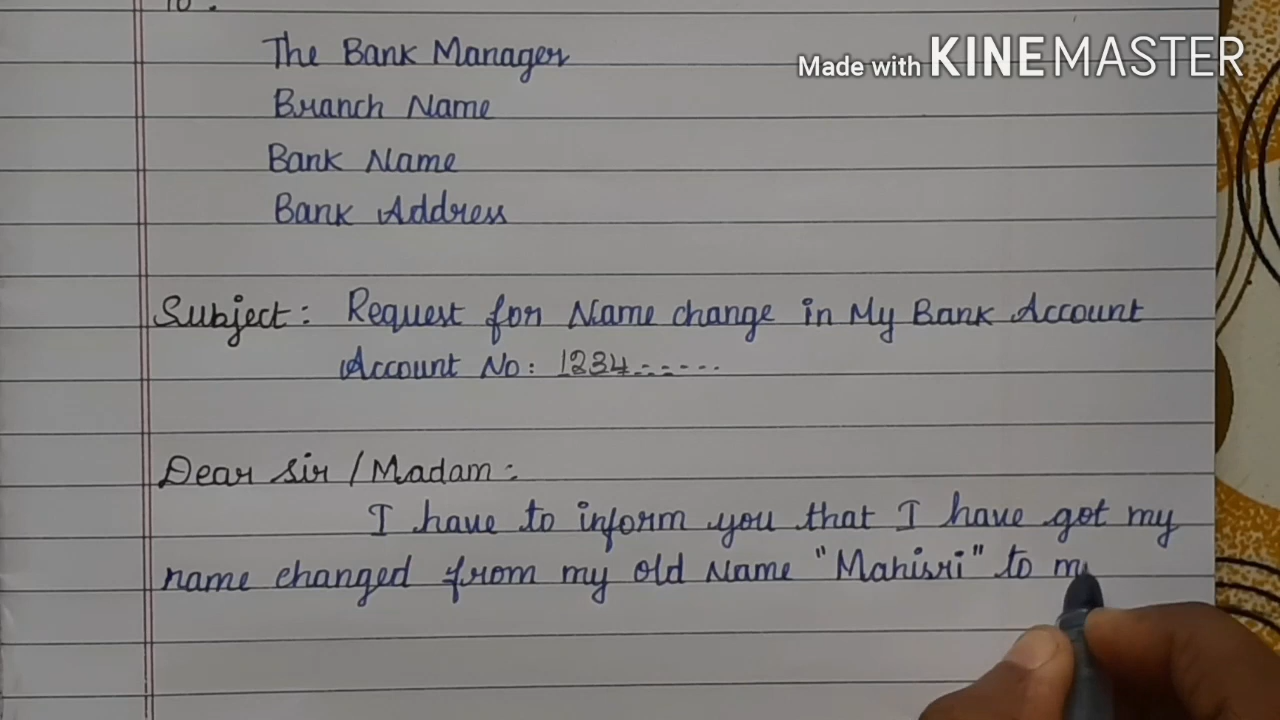 To.
The Bank Manager
Made with KINEMASTER
Branch Name
Bank Name
Bank Address
Subject: Request for Name change in My Bank Account
Account No: 1234......
Dear Sir / Madam:
I have to inform you that I have got my
name changed from my old Name "Mahisri" to m